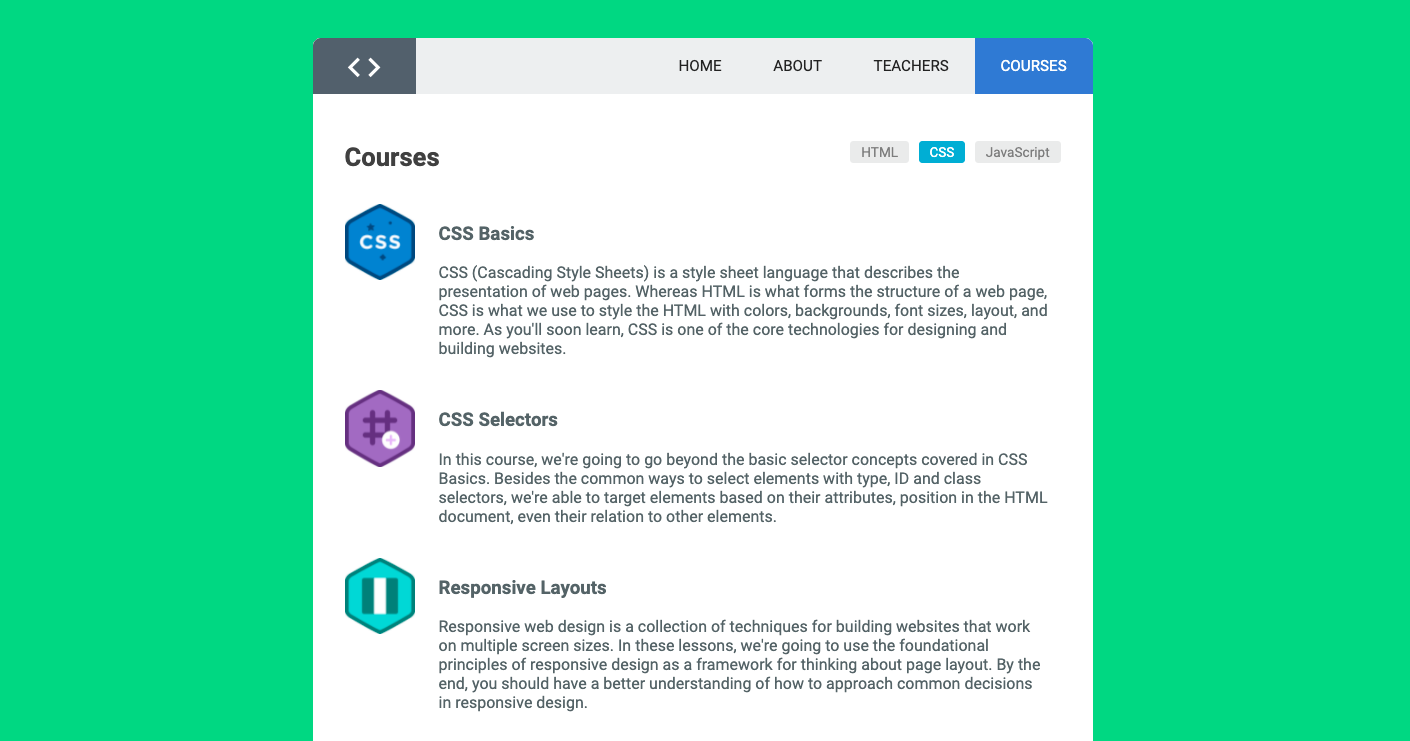 HOME ABOUT TEACHERS COURSES
Courses
HTML CSS JavaScript
CSS
CSS Basics
CSS (Cascading Style Sheets) is a style sheet language that describes the
presentation of web pages. Whereas HTML is what forms the structure of a web page,
CSS is what we use to style the HTML with colors, backgrounds, font sizes, layout, and
more. As you'll soon learn, CSS is one of the core technologies for designing and
building websites.
CSS Selectors
In this course, we're going to go beyond the basic selector concepts covered in CSS
Basics. Besides the common ways to select elements with type, ID and class
selectors, we're able to target elements based on their attributes, position in the HTML
document, even their relation to other elements.
Responsive Layouts
Responsive web design is a collection of techniques for building websites that work
on multiple screen sizes. In these lessons, we're going to use the foundational
principles of responsive design as a framework for thinking about page layout. By the
end, you should have a better understanding of how to approach common decisions
in responsive design.